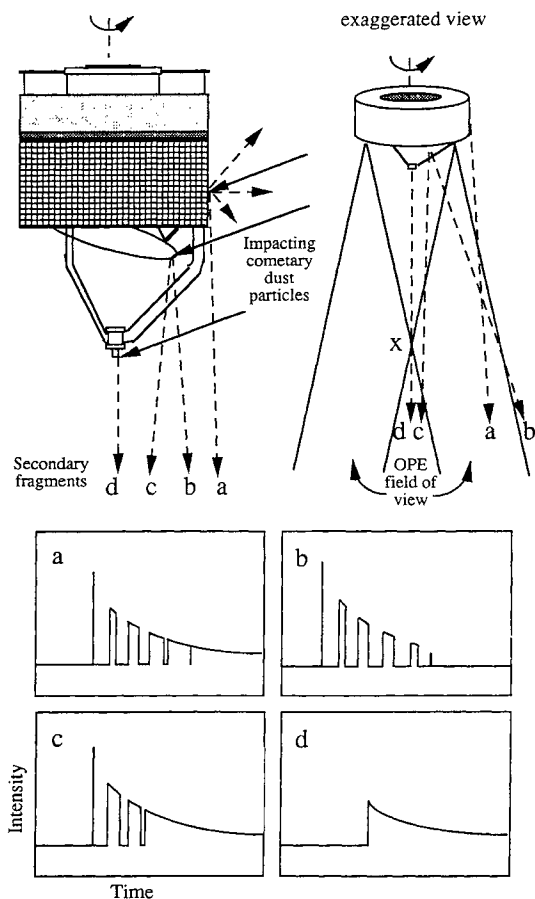 exaggerated view
Impacting
cometary
dust
particles
x
d c a b
Secondary
fragments
d c b a
OPE
field of
view
a
b
c
d
Intensity
Time